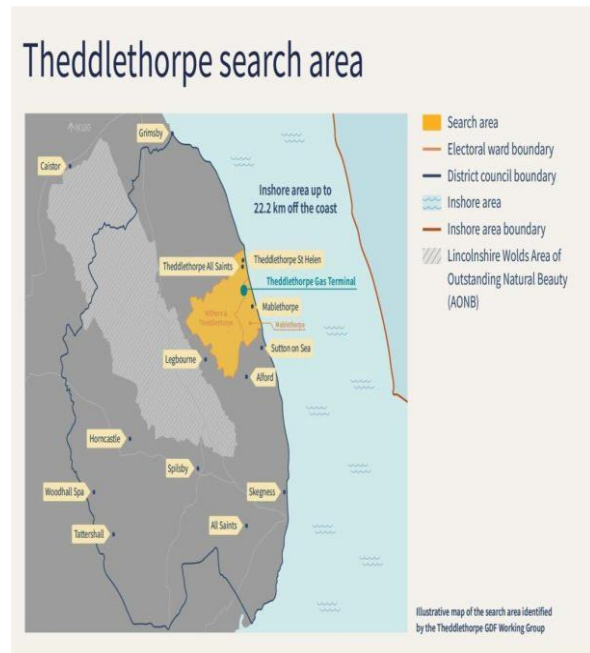 Theddlethorpe search area
Grimsby
Caistor
Inshore area up to
22.2 km off the coast
Theddlethorpe St Helen
Theddlethorpe All Saints
Theddlethorpe Gas Terminal
Mablethorpe
Withern &
Theddlethorpe
Mablethorpe
Sutton on Sea
Legbourne
Alford
Horncastle
Spilsby
Woodhall Spa
Skegness
All Saints
Tattershall
Search area
Electoral ward boundary
District council boundary
Inshore area
Inshore area boundary
Lincolnshire Wolds Area of
Outstanding Natural Beauty
(AONB)
Illustrative map of the search area identified
by the Theddlethorpe GDF Working Group